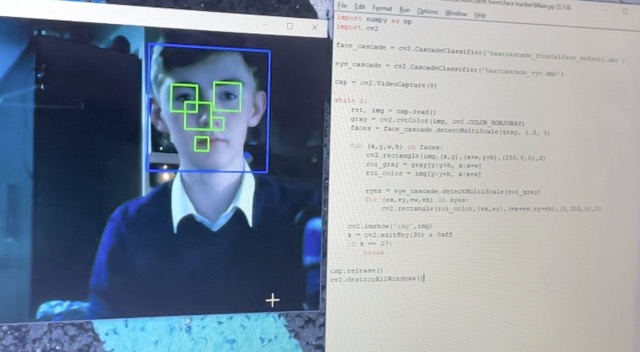 File Edit Format Run Options Window Help
import numpy as np
import cv2
face_cascade = cv2.CascadeClassifier('haarcascade_frontalface_default.xml')
eye_cascade = cv2.CascadeClassifier('haarcascade_eye.xml')
cap = cv2.VideoCapture(0)
while 1:
ret, img = cap.read()
gray = cv2.cvtColor(img, cv2.COLOR_BGR2GRAY)
faces = face_cascade.detectMultiScale(gray, 1.3, 5)
for (x,y,w,h) in faces:
cv2.rectangle(img,(x,y),(x+w,y+h),(255,0,0),2)
roi_gray = gray[y:y+h, x:x+w]
roi_color = img[y:y+h, x:x+w]
eyes = eye_cascade.detectMultiScale(roi_gray)
for (ex,ey,ew,eh) in eyes:
cv2.rectangle(roi_color,(ex,ey),(ex+ew,ey+eh),(0,255,0),2)
cv2.imshow('img',img)
k = cv2.waitKey(30) & 0xff
if k == 27:
break
cap.release()
cv2.destroyAllWindows()